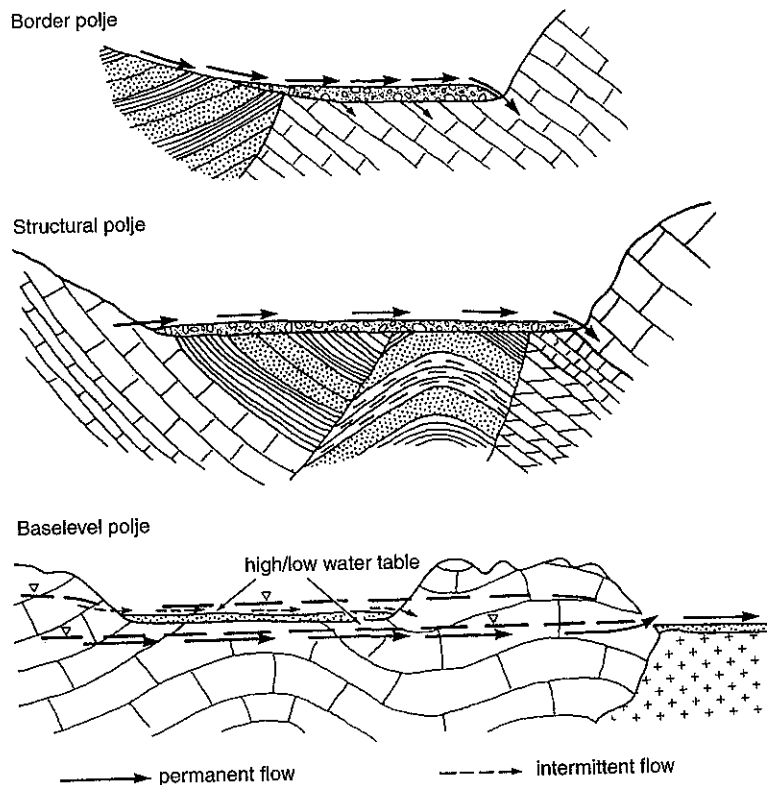 Border polje
Structural polje
Baselevel polje
high/low water table
permanent flow
intermittent flow